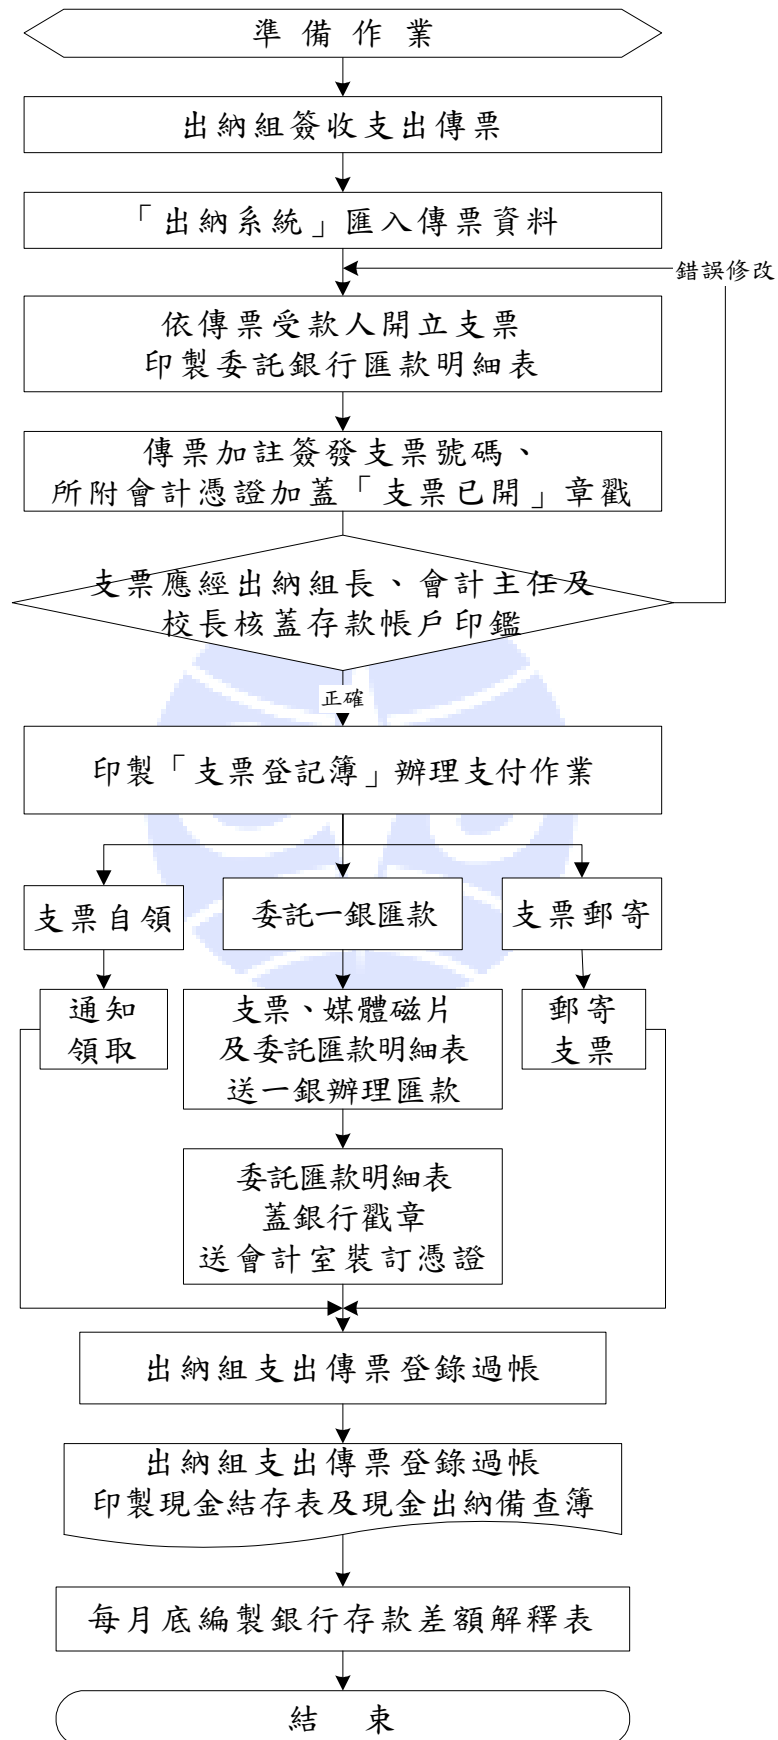 準備作業
出納組簽收支出傳票
「出納系統」匯入傳票資料
錯誤修改
依傳票受款人開立支票
印製委託銀行匯款明細表
傳票加註簽發支票號碼、
所附會計憑證加蓋「支票已開」章戳
支票應經出納組長、會計主任及
校長核蓋存款帳戶印鑑
正確
印製「支票登記簿」辦理支付作業
支票自領
委託一銀匯款
支票郵寄
通知
領取
支票、媒體磁片
及委託匯款明細表
送一銀辦理匯款
郵寄
支票
委託匯款明細表
蓋銀行戳章
送會計室裝訂憑證
出納組支出傳票登錄過帳
出納組支出傳票登錄過帳
印製現金結存表及現金出納備查簿
每月底編製銀行存款差額解釋表
結束